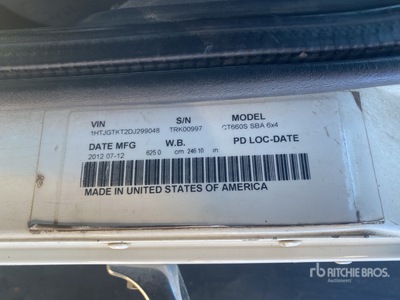 VIN S/N MODEL
1HTJGTKT2DJ299048 TRK00997 CT660S SBA 6x4
DATE MFG W.B. PD LOC-DATE
2012 07-12 625.0 cm 246.10 in
MADE IN UNITED STATES OF AMERICA
rb RITCHIE BROS.
Auctioneers